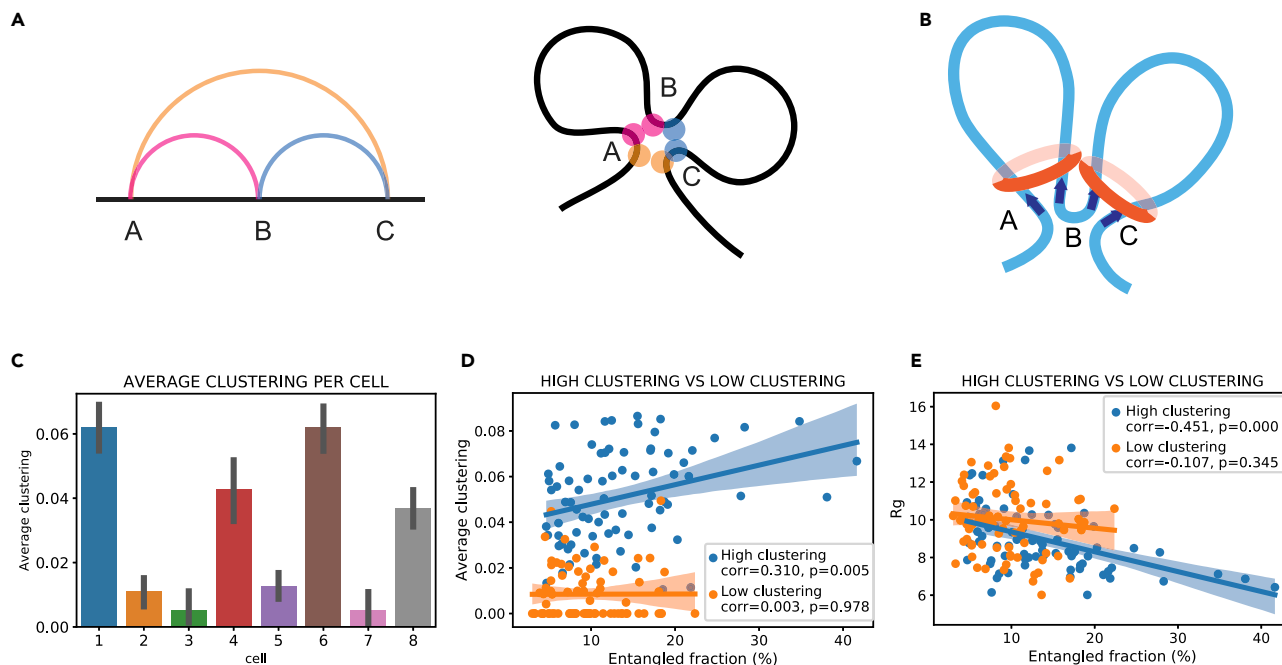 A
A B C
B
A
C
B
A
B
C
C
AVERAGE CLUSTERING PER CELL
Average clustering
0.06
0.04
0.02
0.00
1 2 3 4 5 6 7 8
cell
D
HIGH CLUSTERING VS LOW CLUSTERING
Average clustering
0.08
0.06
0.04
0.02
0.00
High clustering
corr=0.310, p=0.005
Low clustering
corr=0.003, p=0.978
10 20 30 40
Entangled fraction (%)
E
HIGH CLUSTERING VS LOW CLUSTERING
Rg
16
14
12
10
8
6
High clustering
corr=-0.451, p=0.000
Low clustering
corr=-0.107, p=0.345
10 20 30 40
Entangled fraction (%)